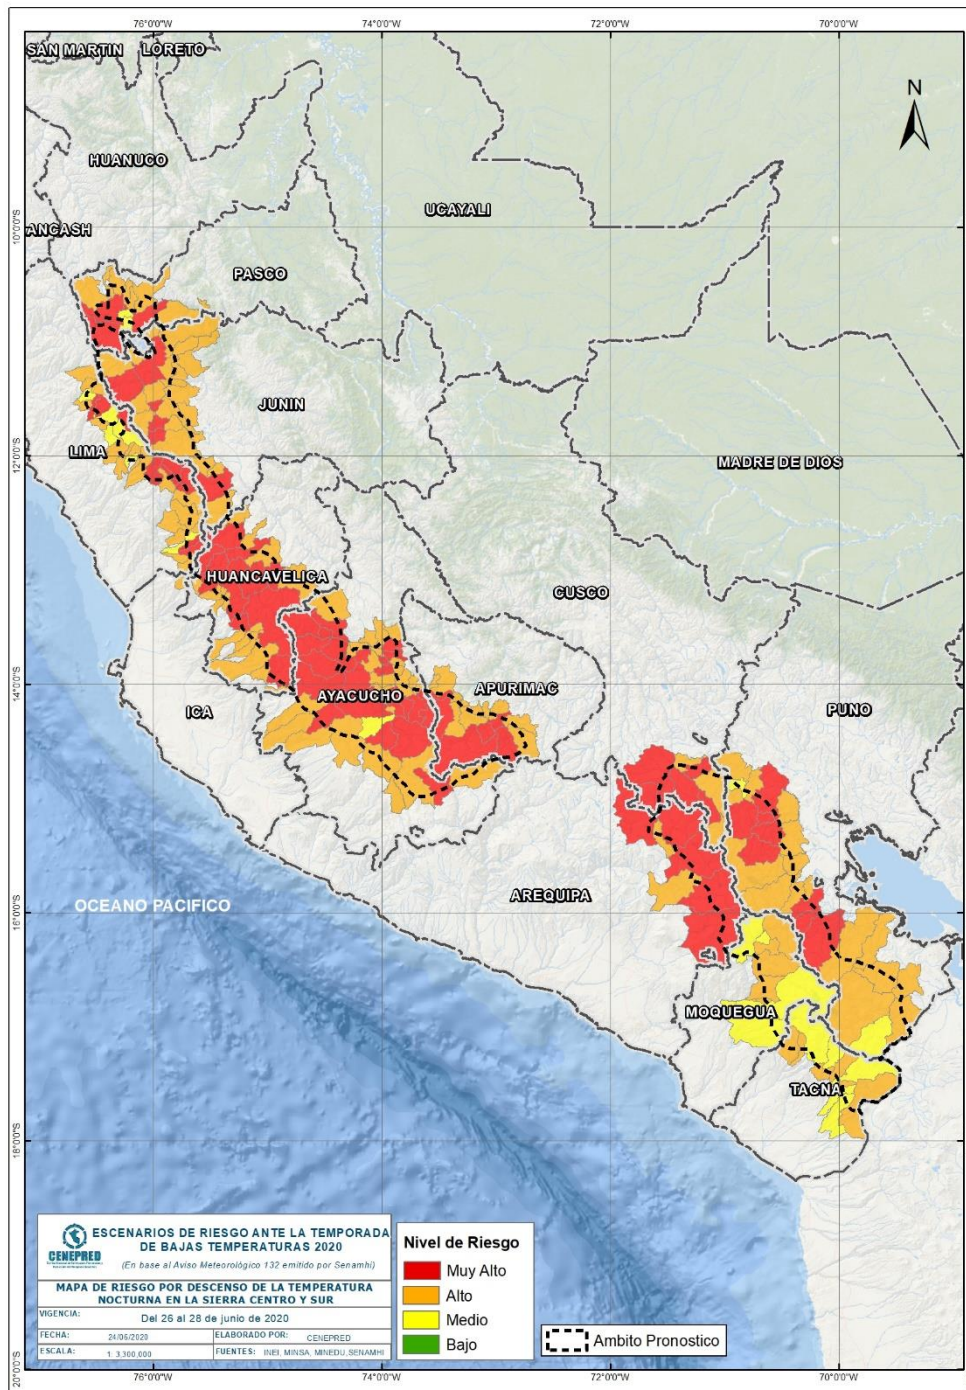 76°0'0"W 74°0'0"W 72°0'0"W 70°0'0"W
SAN MARTIN LORETO
N
HUANUCO
UCAYALI
10°0'0"S
ANCASH
PASCO
JUNIN
LIMA
12°0'0"S
MADRE DE DIOS
HUANCAVELICA
CUSCO
14°0'0"S
AYACUCHO
APURIMAC
ICA
PUNO
AREQUIPA
OCEANO PACIFICO
16°0'0"S
MOQUEGUA
TACNA
18°0'0"S
CENEPRED
ESCENARIOS DE RIESGO ANTE LA TEMPORADA
DE BAJAS TEMPERATURAS 2020
(En base al Aviso Meteorológico 132 emitido por Senamhi)
MAPA DE RIESGO POR DESCENSO DE LA TEMPERATURA
NOCTURNA EN LA SIERRA CENTRO Y SUR
VIGENCIA: Del 26 al 28 de junio de 2020
FECHA: 24/06/2020 ELABORADO POR: CENEPRED
ESCALA: 1: 3,300,000 FUENTES: INEI, MINSA, MINEDU, SENAMHI
Nivel de Riesgo
Muy Alto
Alto
Medio
Bajo
Ambito Pronostico
20°0'0"S
76°0'0"W 74°0'0"W 72°0'0"W 70°0'0"W